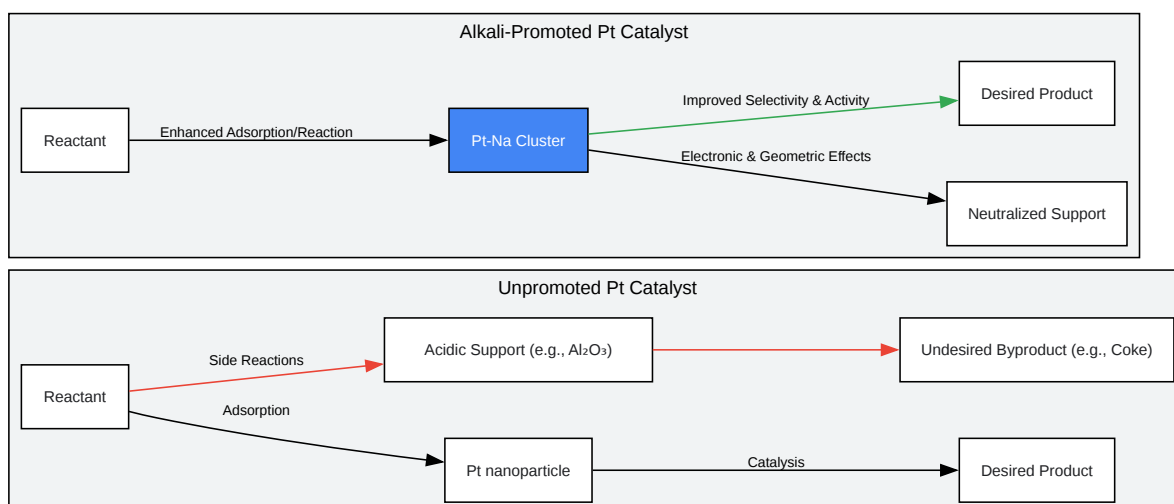 Alkali-Promoted Pt Catalyst
Reactant
Enhanced Adsorption/Reaction
Pt-Na Cluster
Improved Selectivity & Activity
Desired Product
Electronic & Geometric Effects
Neutralized Support
Unpromoted Pt Catalyst
Reactant
Side Reactions
Acidic Support (e.g., Al₂O₃)
Undesired Byproduct (e.g., Coke)
Adsorption
Pt nanoparticle
Catalysis
Desired Product